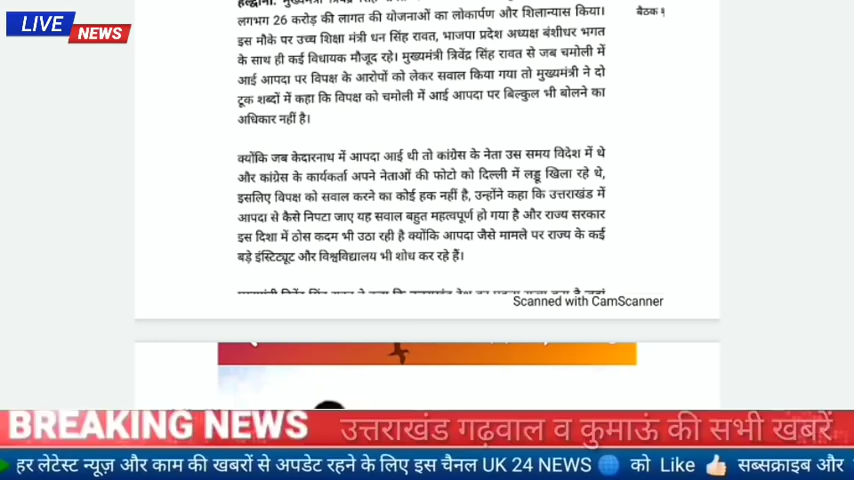 LIVE
NEWS
हल्द्वानी.
लगभग 26 करोड़ की लागत की योजनाओं का लोकार्पण और शिलान्यास किया।
इस मौके पर उच्च शिक्षा मंत्री धन सिंह रावत, भाजपा प्रदेश अध्यक्ष बंशीधर भगत
के साथ ही कई विधायक मौजूद रहे। मुख्यमंत्री त्रिवेंद्र सिंह रावत से जब चमोली में
आई आपदा पर विपक्ष के आरोपों को लेकर सवाल किया गया तो मुख्यमंत्री ने दो
टूक शब्दों में कहा कि विपक्ष को चमोली में आई आपदा पर बिल्कुल भी बोलने का
अधिकार नहीं है।
बैठक
क्योंकि जब केदारनाथ में आपदा आई थी तो कांग्रेस के नेता उस समय विदेश में थे
और कांग्रेस के कार्यकर्ता अपने नेताओं की फोटो को दिल्ली में लड्डू खिला रहे थे,
इसलिए विपक्ष को सवाल करने का कोई हक नहीं है, उन्होंने कहा कि उत्तराखंड में
आपदा से कैसे निपटा जाए यह सवाल बहुत महत्वपूर्ण हो गया है और राज्य सरकार
इस दिशा में ठोस कदम भी उठा रही है क्योंकि आपदा जैसे मामले पर राज्य के कई
बड़े इंस्टिट्यूट और विश्वविद्यालय भी शोध कर रहे हैं।
Scanned with CamScanner
BREAKING NEWS उत्तराखंड गढ़वाल व कुमाऊं की सभी खबरें
हर लेटेस्ट न्यूज़ और काम की खबरों से अपडेट रहने के लिए इस चैनल UK 24 NEWS को Like सब्सक्राइब और